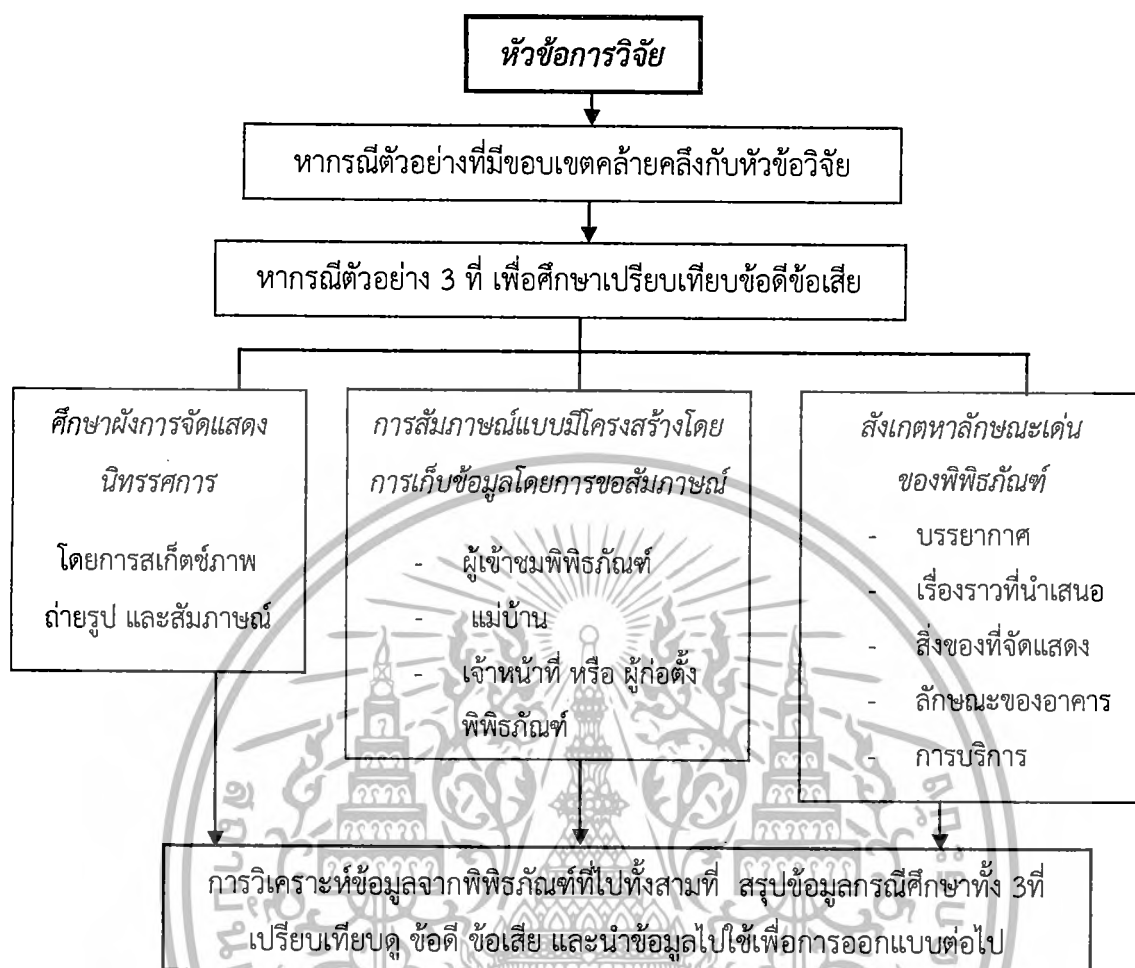 หัวข้อการวิจัย
หากรณีตัวอย่างที่มีขอบเขตคล้ายคลึงกับหัวข้อวิจัย
หากรณีตัวอย่าง 3 ที่ เพื่อศึกษาเปรียบเทียบข้อดีข้อเสีย
ศึกษาผังการจัดแสดง
นิทรรศการ
โดยการสเก็ตช์ภาพ
ถ่ายรูป และสัมภาษณ์
การสัมภาษณ์แบบมีโครงสร้างโดย
การเก็บข้อมูลโดยการขอสัมภาษณ์
- ผู้เข้าชมพิพิธภัณฑ์
- แม่บ้าน
- เจ้าหน้าที่ หรือ ผู้ก่อตั้ง
พิพิธภัณฑ์
สังเกตหาลักษณะเด่น
ของพิพิธภัณฑ์
- บรรยากาศ
- เรื่องราวที่นำเสนอ
- สิ่งของที่จัดแสดง
- ลักษณะของอาคาร
- การบริการ
การวิเคราะห์ข้อมูลจากพิพิธภัณฑ์ที่ไปทั้งสามที่ สรุปข้อมูลกรณีศึกษาทั้ง 3ที่
เปรียบเทียบดู ข้อดี ข้อเสีย และนำข้อมูลไปใช้เพื่อการออกแบบต่อไป